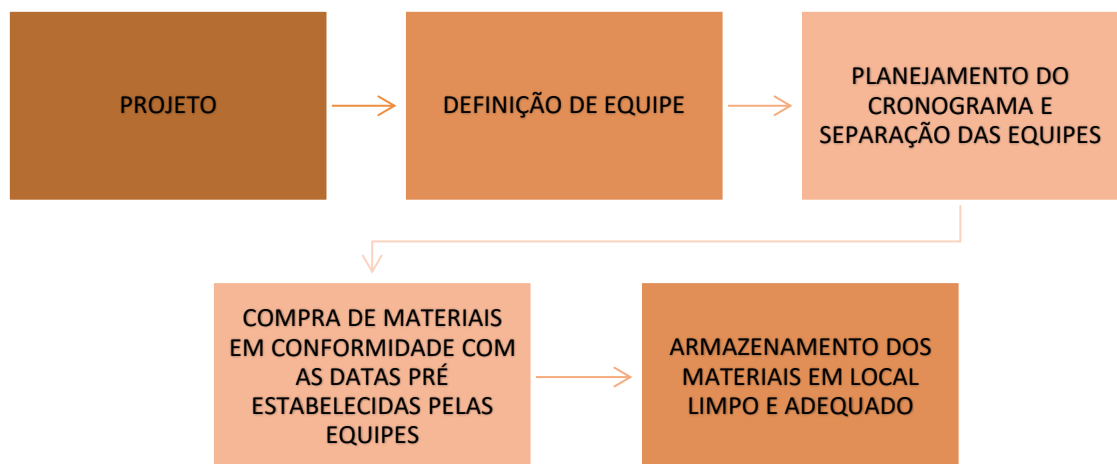 PROJETO
DEFINIÇÃO DE EQUIPE
PLANEJAMENTO DO
CRONOGRAMA E
SEPARAÇÃO DAS EQUIPES
COMPRA DE MATERIAIS
EM CONFORMIDADE COM
AS DATAS PRÉ
ESTABELECIDAS PELAS
EQUIPES
ARMAZENAMENTO DOS
MATERIAIS EM LOCAL
LIMPO E ADEQUADO